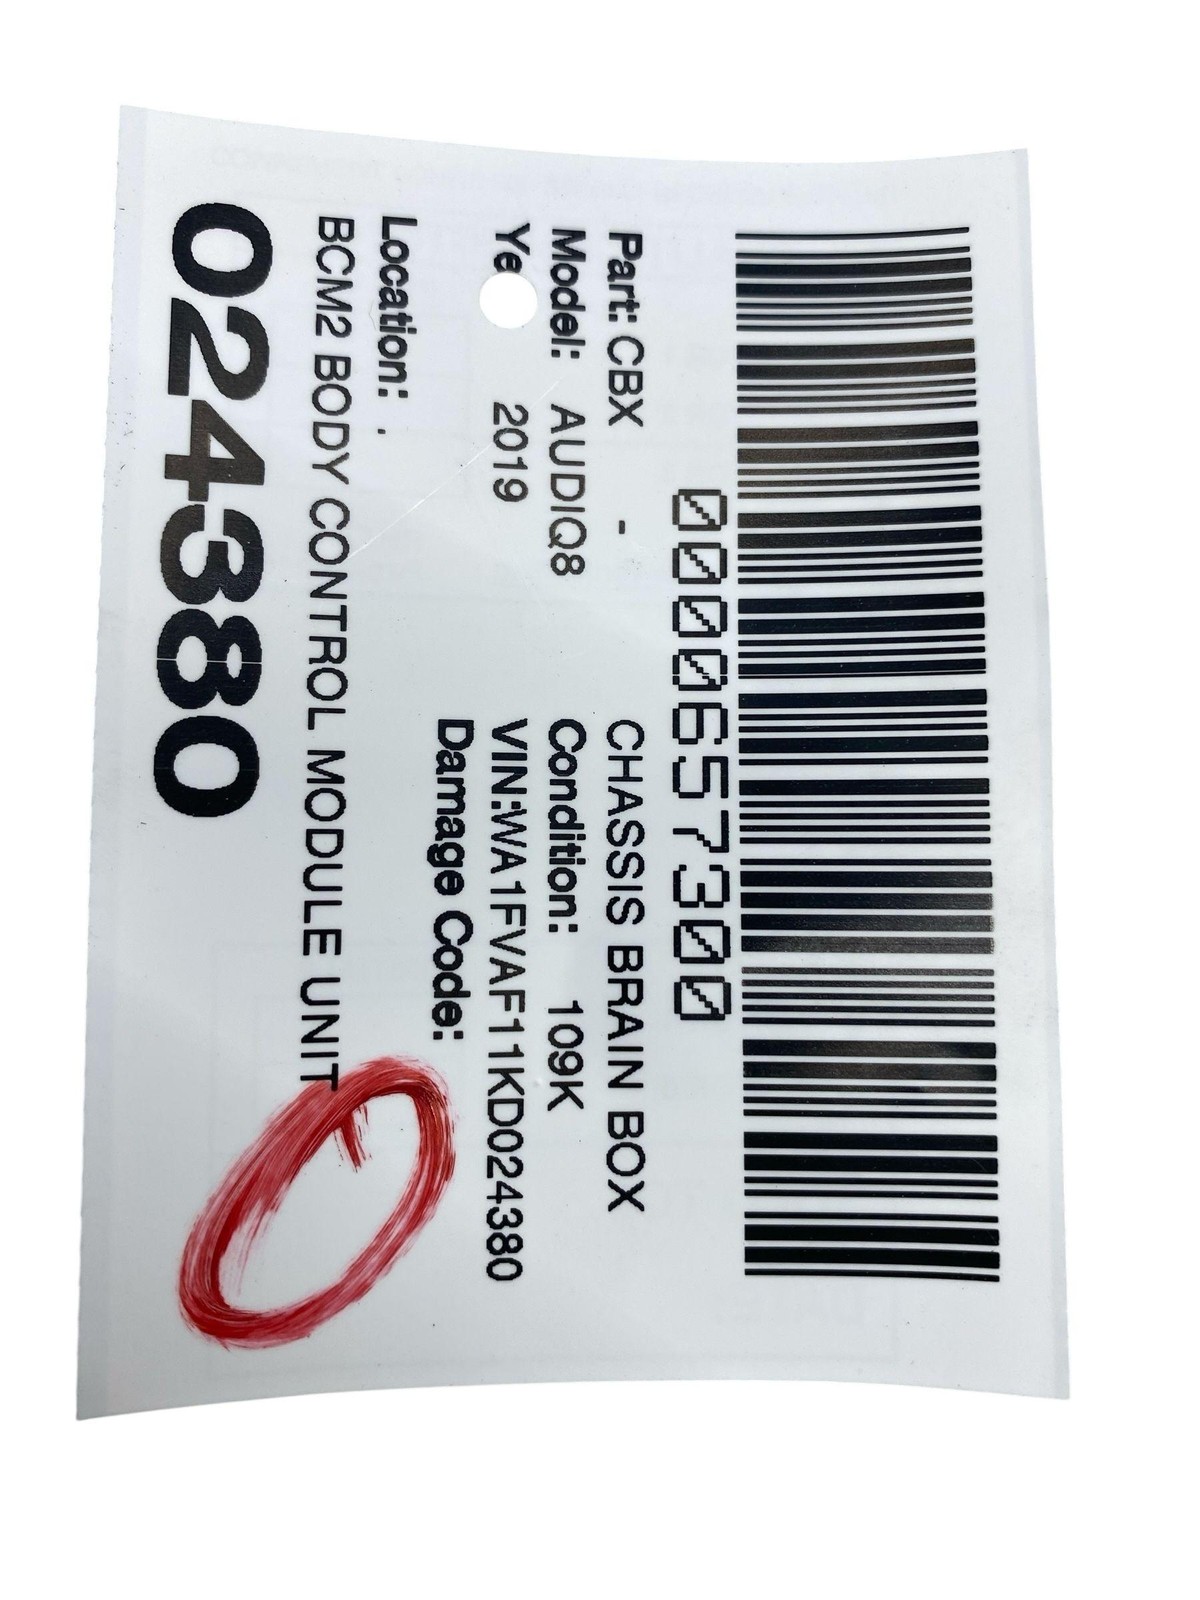 0000657300
Part: CBX - CHASSIS BRAIN BOX
Model: AUDIQ8 Condition: 109K
Ye 2019 VIN:WA1FVAF11KD024380
Damage Code:
Location: .
BCM2 BODY CONTROL MODULE UNIT
024380